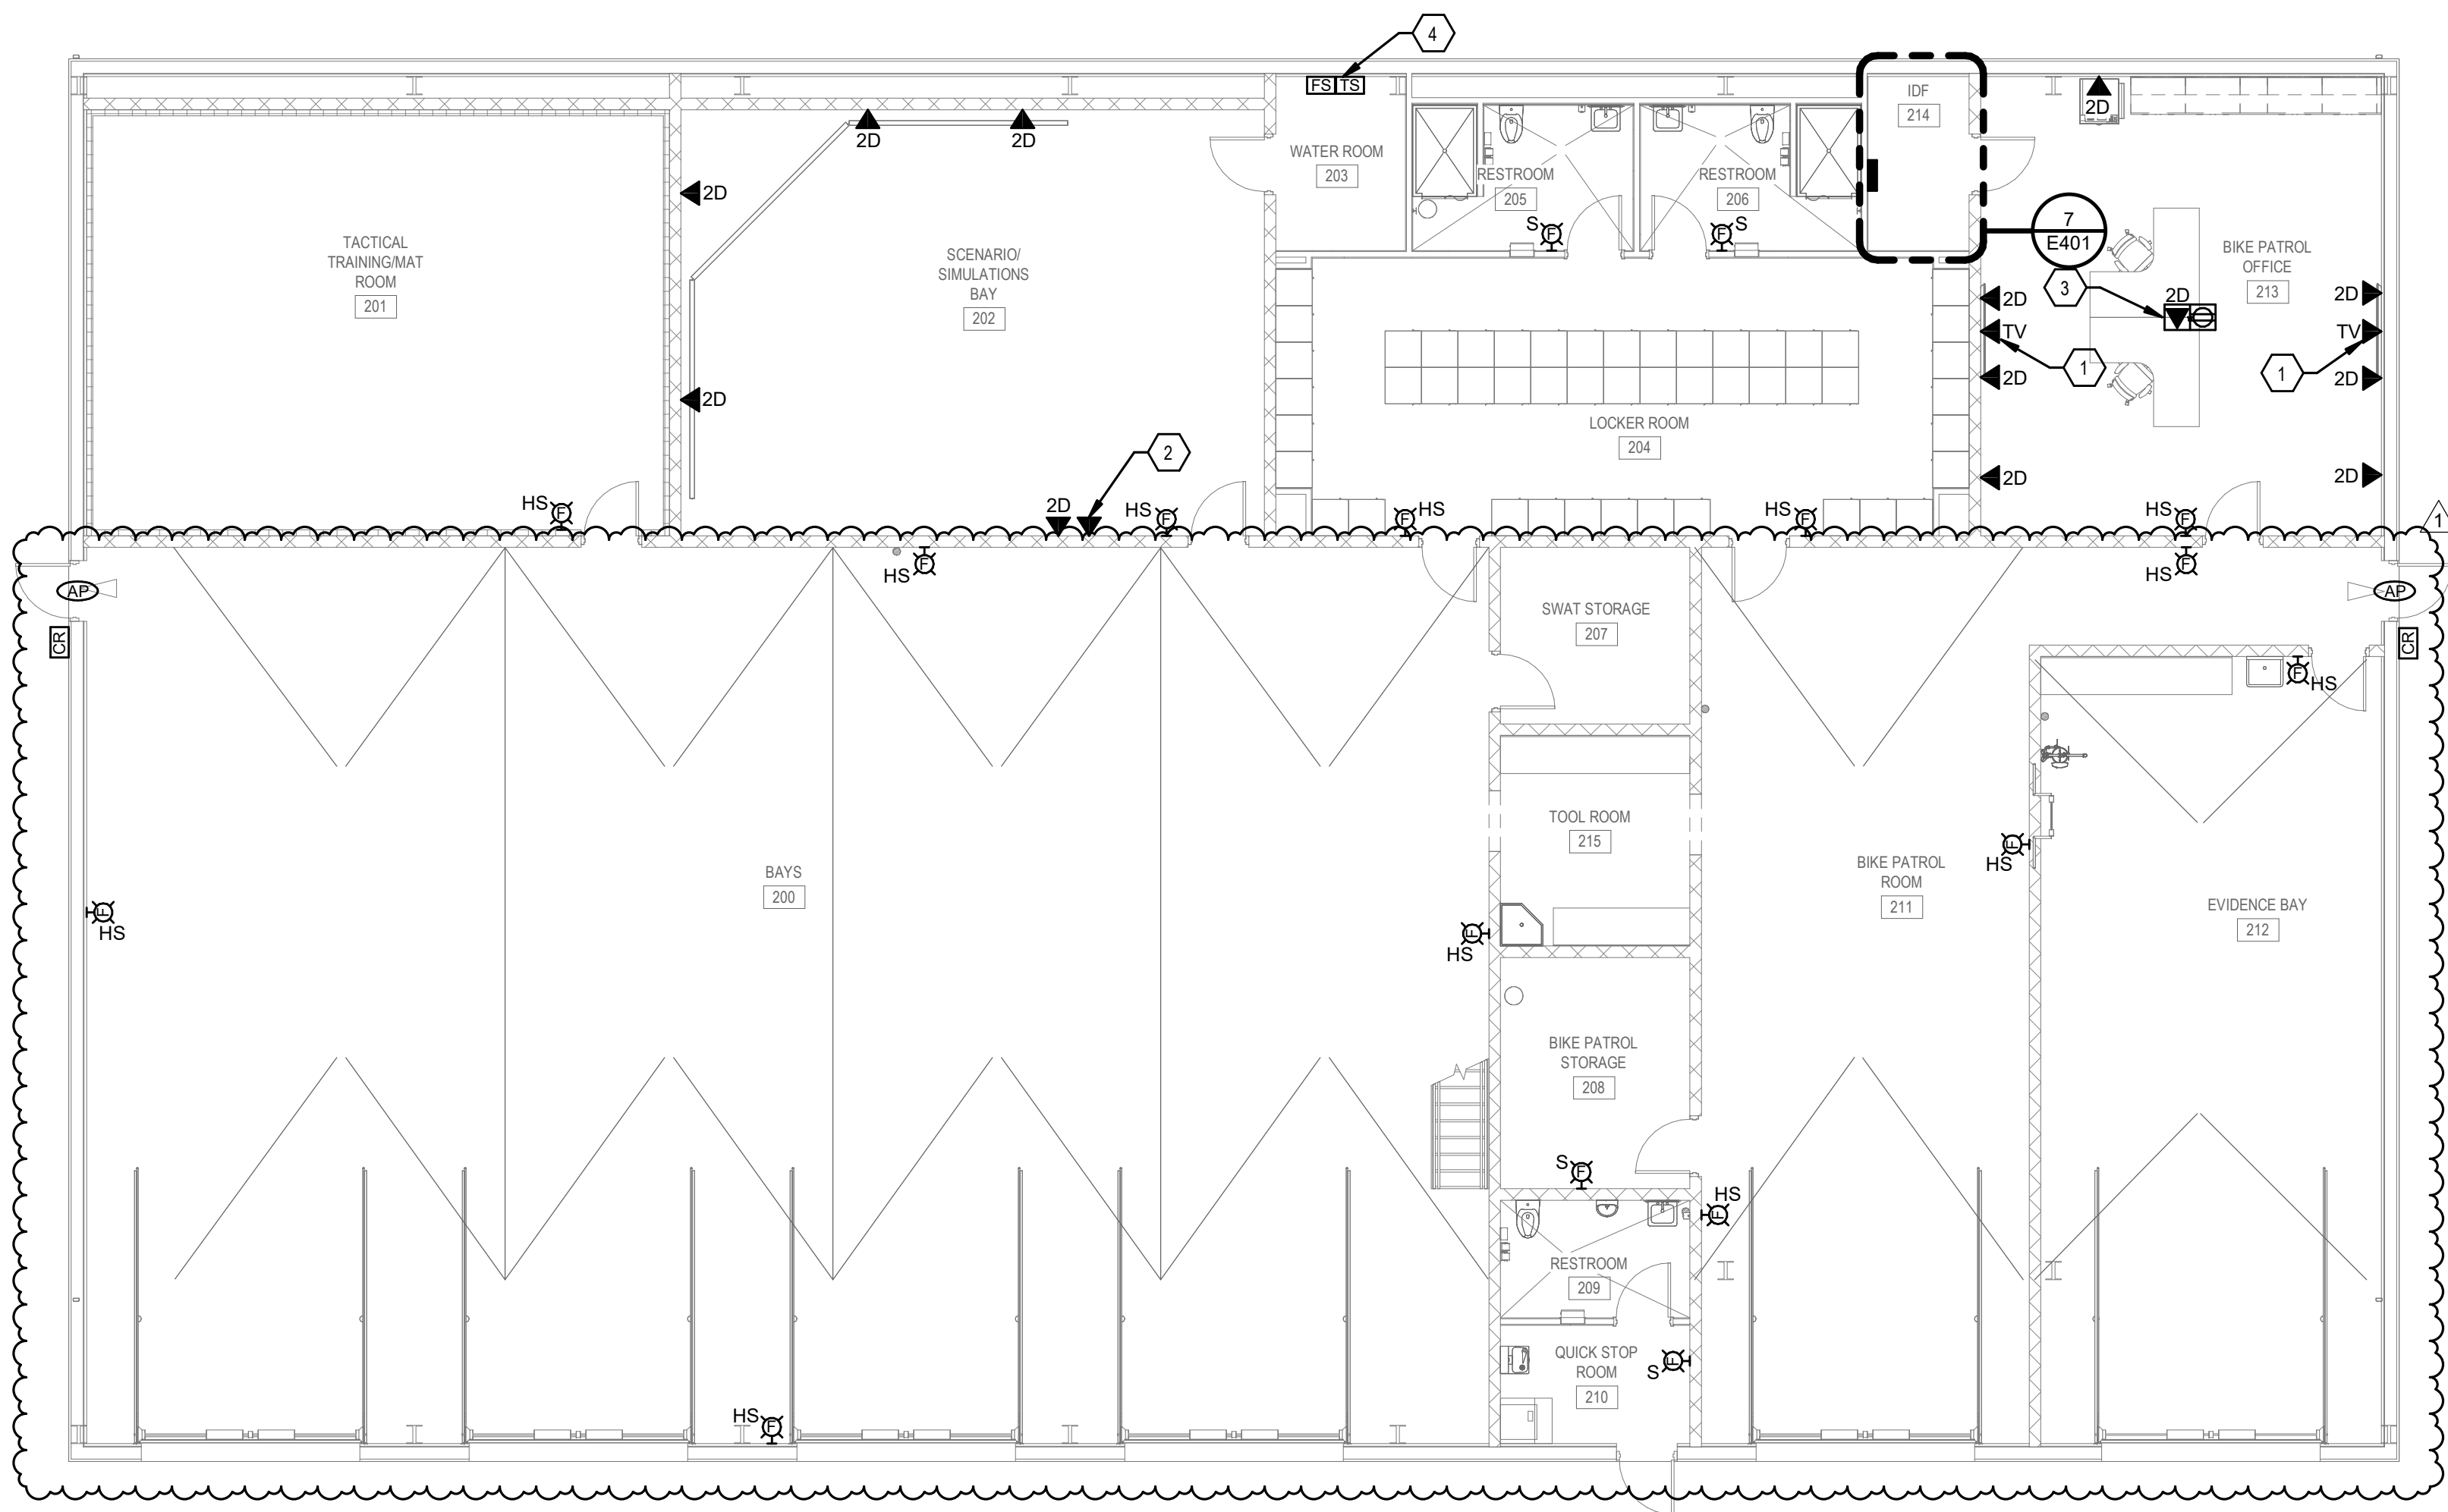 4
FS TS
IDF
214
2D
2D
2D
WATER ROOM
203
RESTROOM
205
RESTROOM
206
2D
7
E401
S F
F S
TACTICAL
TRAINING/MAT
ROOM
201
SCENARIO/
SIMULATIONS
BAY
202
BIKE PATROL
OFFICE
213
3
2D
2D
2D
TV
TV
1
1
2D
2D
2D
LOCKER ROOM
204
2
2D
2D
2D
HS F
HS F
F HS
HS F
HS F
1
HS F
HS F
AP
AP
CR
CR
SWAT STORAGE
207
F HS
TOOL ROOM
215
F
HS
BIKE PATROL
ROOM
211
BAYS
200
EVIDENCE BAY
212
F
HS
F
HS
BIKE PATROL
STORAGE
208
S F
HS
F
RESTROOM
209
QUICK STOP
ROOM
210
S F
HS F